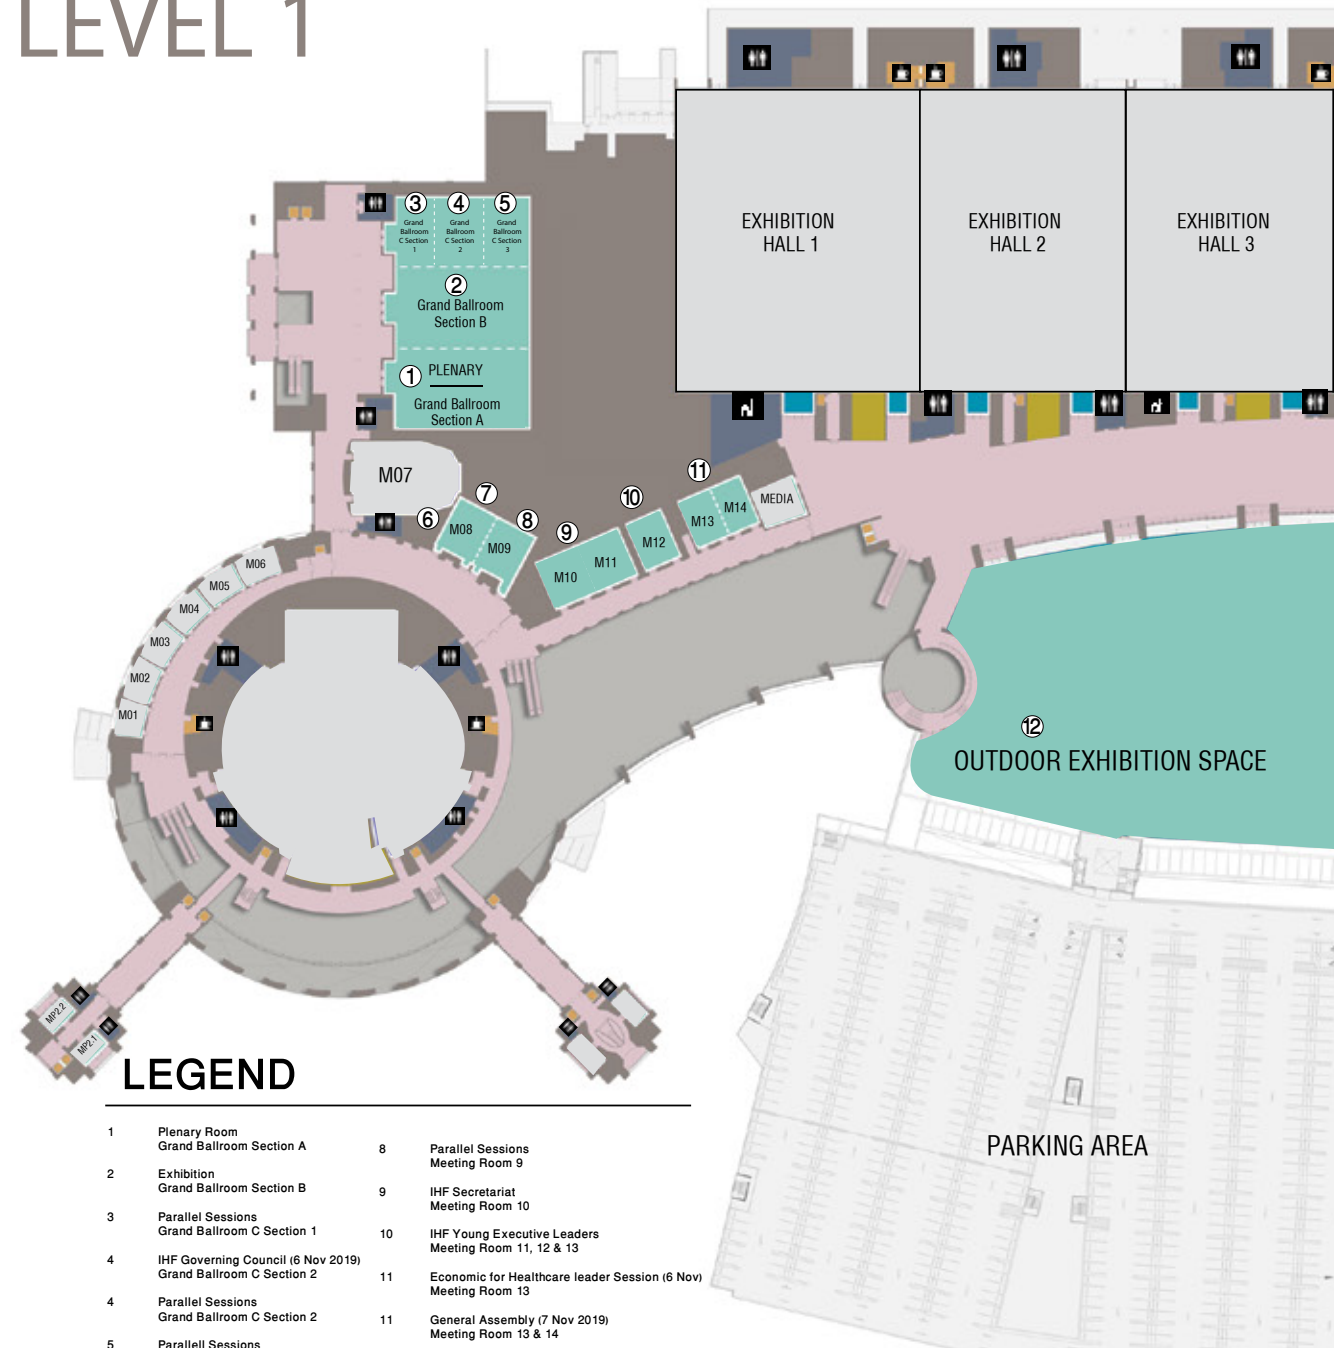 LEVEL 1
EXHIBITION
HALL 1
EXHIBITION
HALL 2
EXHIBITION
HALL 3
3
4
5
Grand
Ballroom
C Section
1
Grand
Ballroom
C Section
2
Grand
Ballroom
C Section
3
2
Grand Ballroom
Section B
1
PLENARY
Grand Ballroom
Section A
M07
6
7
8
M08
M09
9
M10
M11
10
M12
11
M13
M14
MEDIA
M06
M05
M04
M03
M02
M01
12
OUTDOOR EXHIBITION SPACE
MP2.2
MP2.1
PARKING AREA
LEGEND
1 Plenary Room
Grand Ballroom Section A
2 Exhibition
Grand Ballroom Section B
3 Parallel Sessions
Grand Ballroom C Section 1
4 IHF Governing Council (6 Nov 2019)
Grand Ballroom C Section 2
4 Parallel Sessions
Grand Ballroom C Section 2
5 Parallell Sessions
8 Parallel Sessions
Meeting Room 9
9 IHF Secretariat
Meeting Room 10
10 IHF Young Executive Leaders
Meeting Room 11, 12 & 13
11 Economic for Healthcare leader Session (6 Nov)
Meeting Room 13
11 General Assembly (7 Nov 2019)
Meeting Room 13 & 14